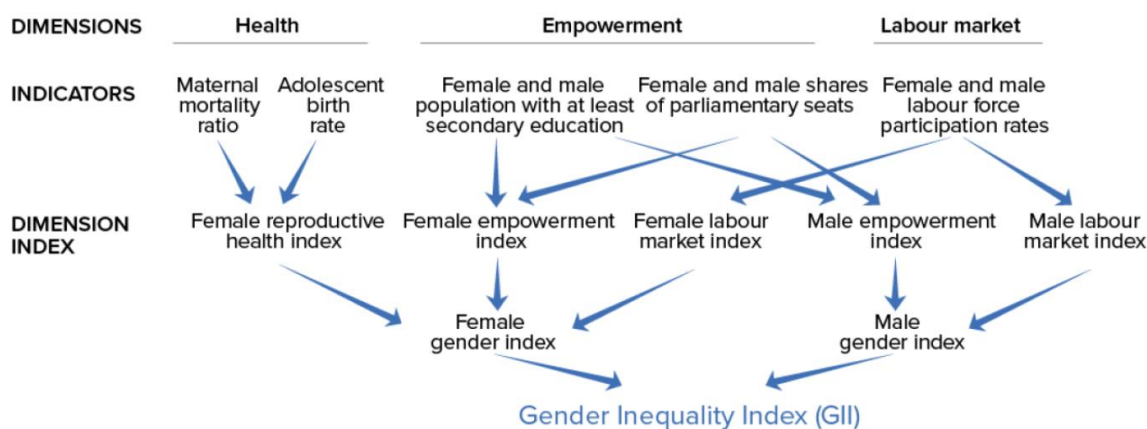 DIMENSIONS
Health
Empowerment
Labour market
INDICATORS
Maternal
mortality
ratio
Adolescent
birth
rate
Female and male
population with at least
secondary education
Female and male shares
of parliamentary seats
Female and male
labour force
participation rates
DIMENSION
INDEX
Female reproductive
health index
Female empowerment
index
Female labour
market index
Male empowerment
index
Male labour
market index
Female
gender index
Male
gender index
Gender Inequality Index (GII)